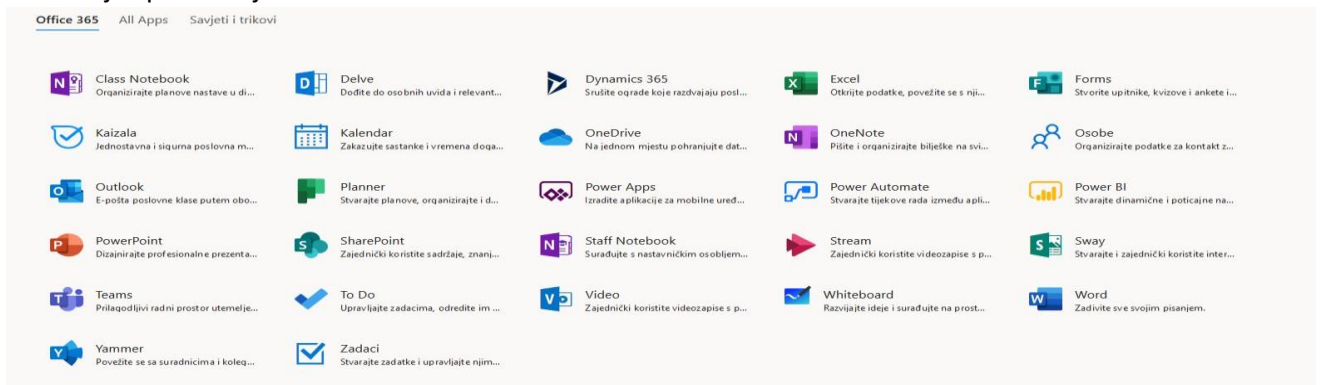 Office 365 All Apps Savjeti i trikovi
Class Notebook
Organizirajte planove nastave u di...
Delve
Dođite do osobnih uvida i relevant...
Dynamics 365
Srušite ograde koje razdvajaju posl...
Excel
Otkrijte podatke, povežite se s nji...
Forms
Stvorite upitnike, kvizove i ankete i...
Kaizala
Jednostavna i sigurna poslovna m...
Kalendar
Zakazujte sastanke i vremena doga...
OneDrive
Na jednom mjestu pohranjujte dat...
OneNote
Pišite i organizirajte bilješke na svi...
Osobe
Organizirajte podatke za kontakt z...
Outlook
E-pošta poslovne klase putem obo...
Planner
Stvarajte planove, organizirajte i d...
Power Apps
Izradite aplikacije za mobilne uređ...
Power Automate
Stvarajte tijekove rada između apli...
Power BI
Stvarajte dinamične i poticajne na...
PowerPoint
Dizajnirajte profesionalne prezenta...
SharePoint
Zajednički koristite sadržaje, znanj...
Staff Notebook
Surađujte s nastavničkim osobljem...
Stream
Zajednički koristite videozapise s p...
Sway
Stvarajte i zajednički koristite inter...
Teams
Prilagodljivi radni prostor utemelje...
To Do
Upravljajte zadacima, odredite im ...
Video
Zajednički koristite videozapise s p...
Whiteboard
Razvijajte ideje i surađujte na prost...
Word
Zadivite sve svojim pisanjem.
Yammer
Povežite se sa suradnicima i koleg...
Zadaci
Stvarajte zadatke i upravljajte njim...